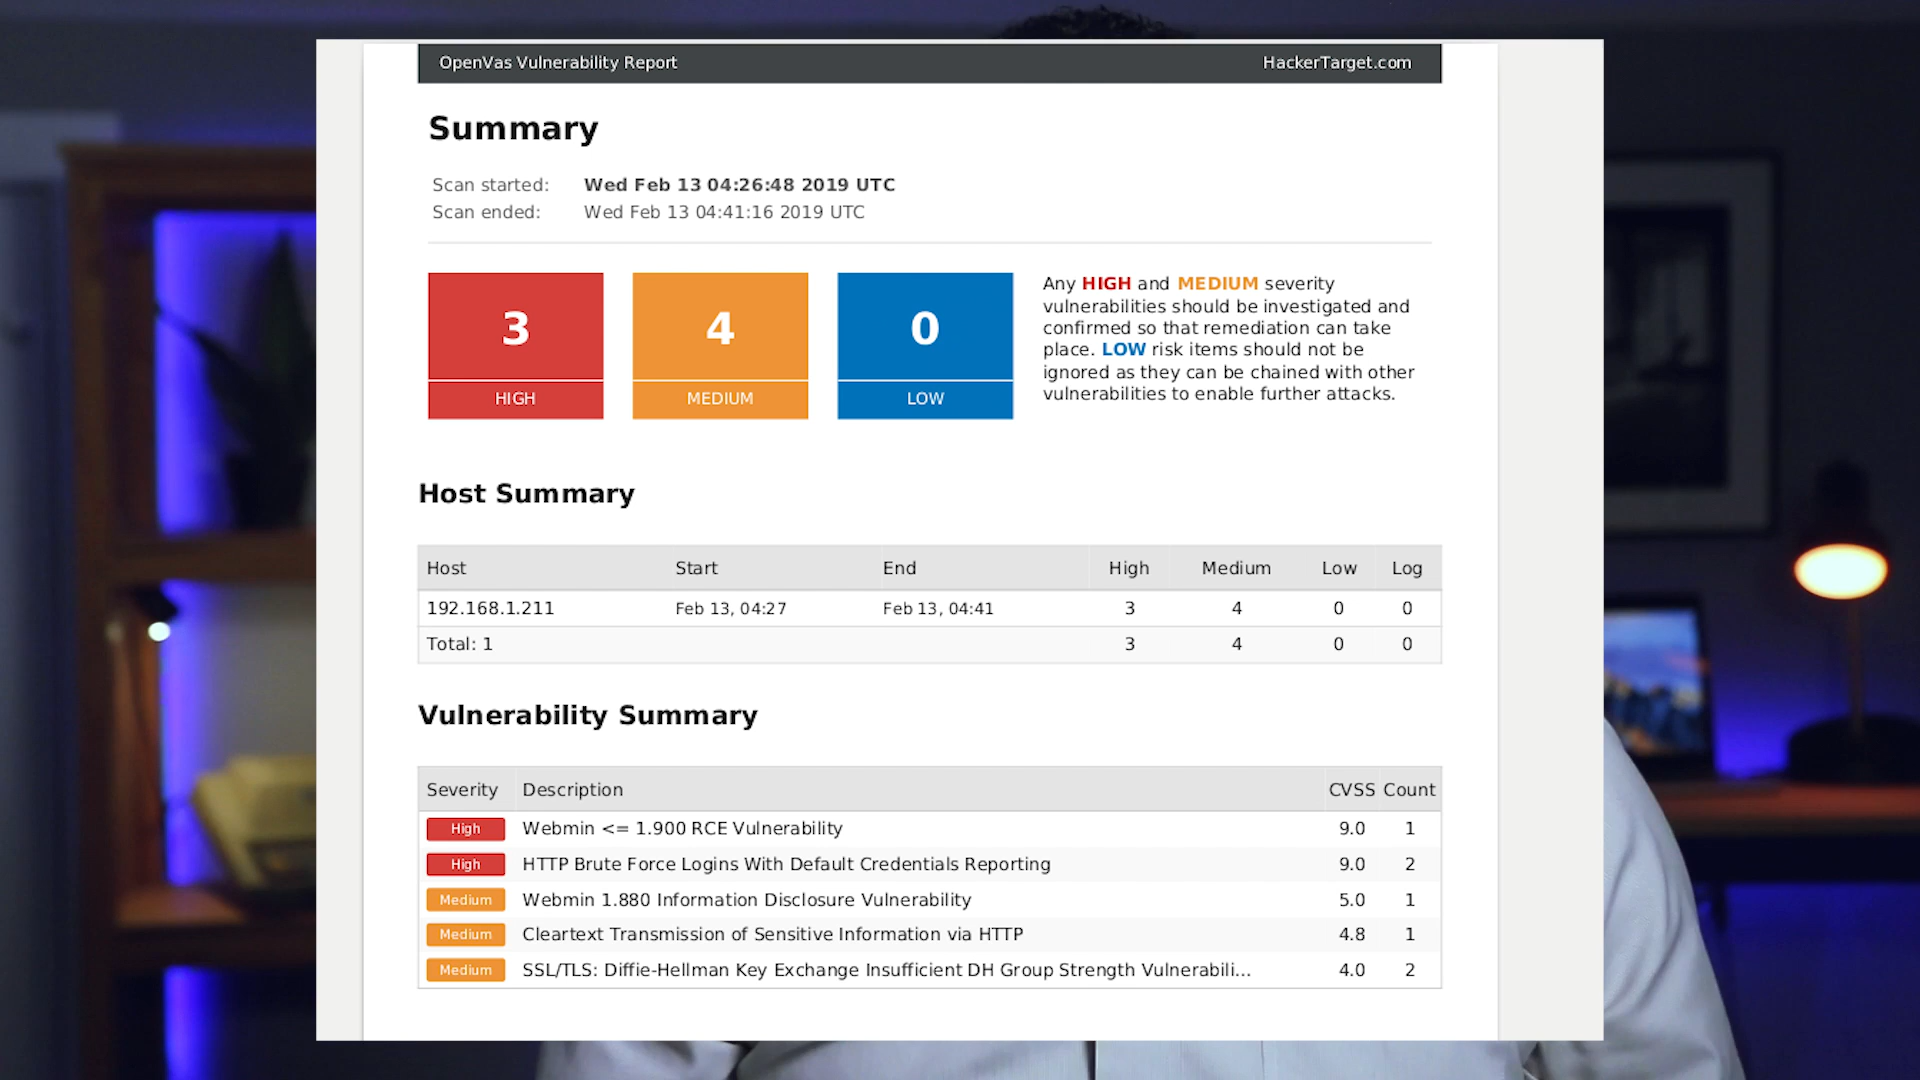 OpenVas Vulnerability Report HackerTarget.com
Summary
Scan started: Wed Feb 13 04:26:48 2019 UTC
Scan ended: Wed Feb 13 04:41:16 2019 UTC
3 4 0
HIGH MEDIUM LOW
Any HIGH and MEDIUM severity
vulnerabilities should be investigated and
confirmed so that remediation can take
place. LOW risk items should not be
ignored as they can be chained with other
vulnerabilities to enable further attacks.
Host Summary
Host Start End High Medium Low Log
192.168.1.211 Feb 13, 04:27 Feb 13, 04:41 3 4 0 0
Total: 1 3 4 0 0
Vulnerability Summary
Severity Description CVSS Count
High Webmin <= 1.900 RCE Vulnerability 9.0 1
High HTTP Brute Force Logins With Default Credentials Reporting 9.0 2
Medium Webmin 1.880 Information Disclosure Vulnerability 5.0 1
Medium Cleartext Transmission of Sensitive Information via HTTP 4.8 1
Medium SSL/TLS: Diffie-Hellman Key Exchange Insufficient DH Group Strength Vulnerabili... 4.0 2